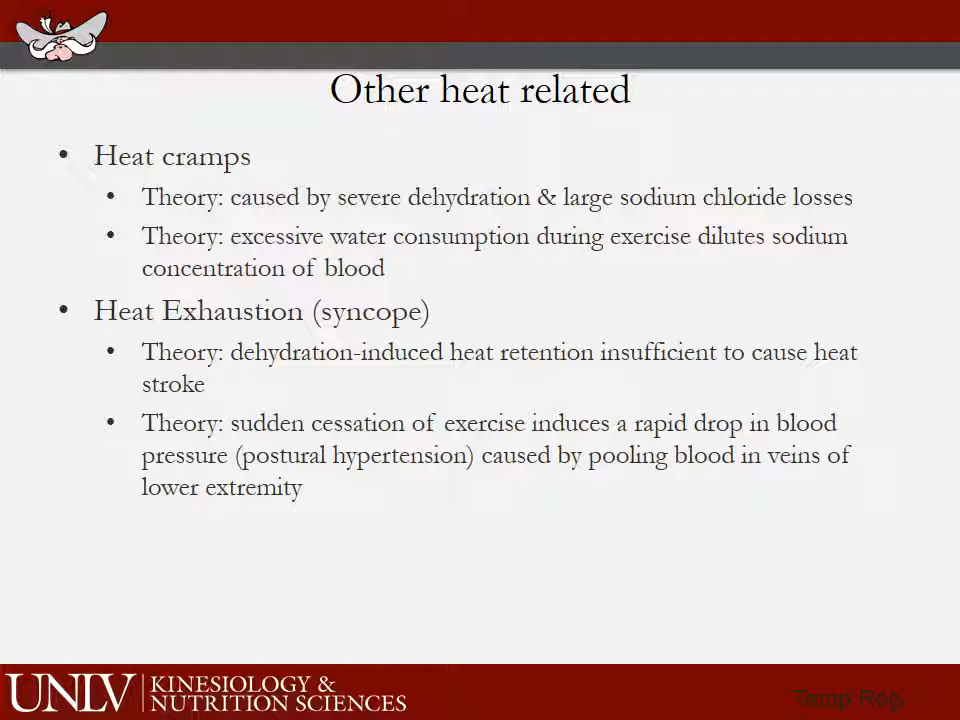 Other heat related
• Heat cramps
• Theory: caused by severe dehydration & large sodium chloride losses
• Theory: excessive water consumption during exercise dilutes sodium
concentration of blood
• Heat Exhaustion (syncope)
• Theory: dehydration-induced heat retention insufficient to cause heat
stroke
• Theory: sudden cessation of exercise induces a rapid drop in blood
pressure (postural hypertension) caused by pooling blood in veins of
lower extremity
UNLV
KINESIOLOGY &
NUTRITION SCIENCES
Temp Reg.